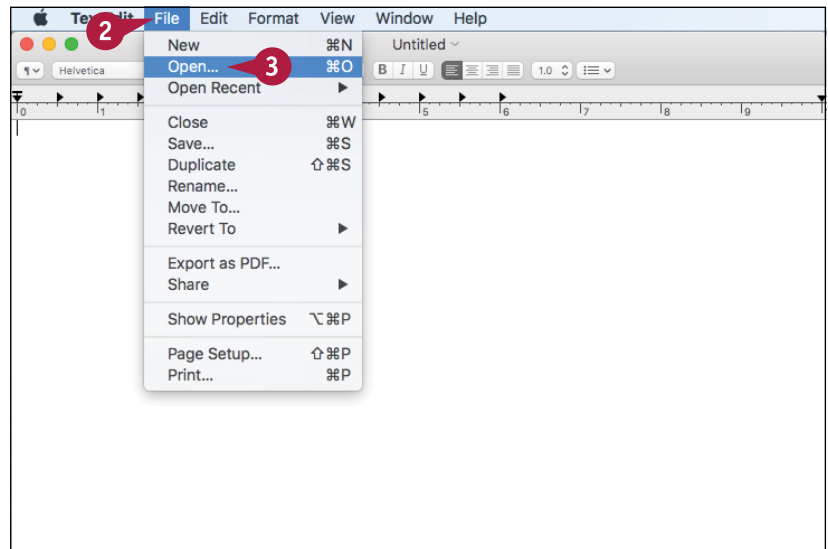 TextEdit File Edit Format View Window Help
2
Untitled
Helvetica B I U 1.0
0 1 5 6 7 8 9
New ⌘N
Open... 3 ⌘O
Open Recent ▶
Close ⌘W
Save... ⌘S
Duplicate ⇧⌘S
Rename...
Move To...
Revert To ▶
Export as PDF...
Share ▶
Show Properties ⌥⌘P
Page Setup... ⇧⌘P
Print... ⌘P